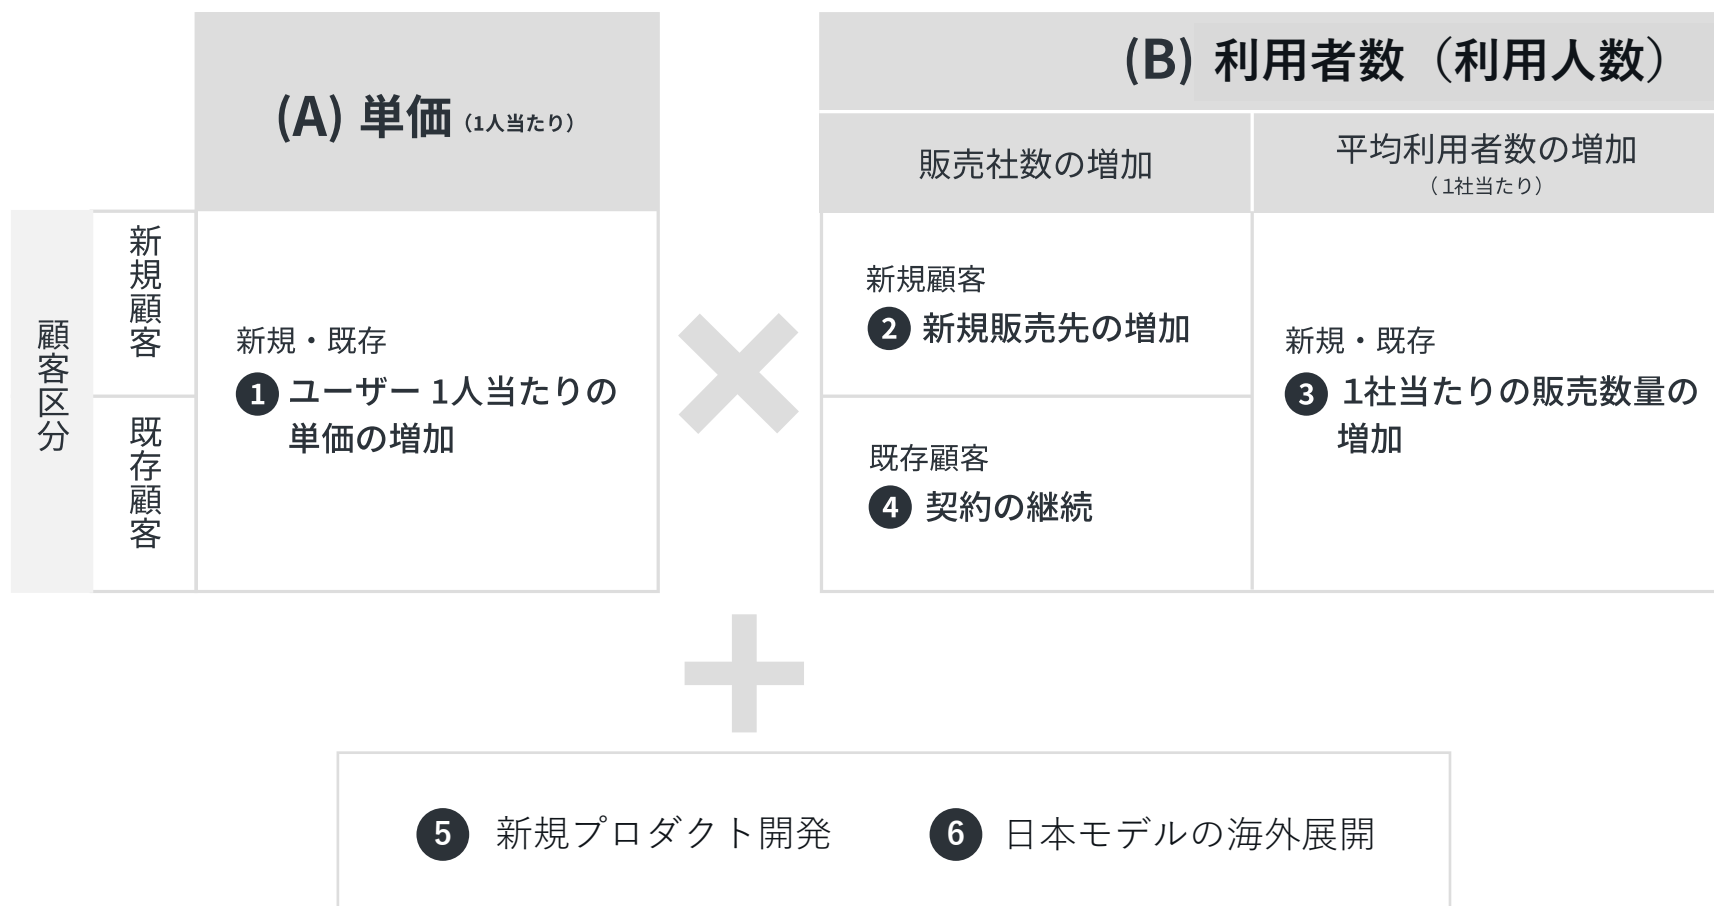 (A) 単価（1人当たり）
(B) 利用者数（利用人数）
販売社数の増加
平均利用者数の増加
（1社当たり）
顧客区分
新規顧客
既存顧客
新規・既存
1 ユーザー 1人当たりの
単価の増加
新規顧客
2 新規販売先の増加
既存顧客
4 契約の継続
新規・既存
3 1社当たりの販売数量の
増加
5 新規プロダクト開発
6 日本モデルの海外展開